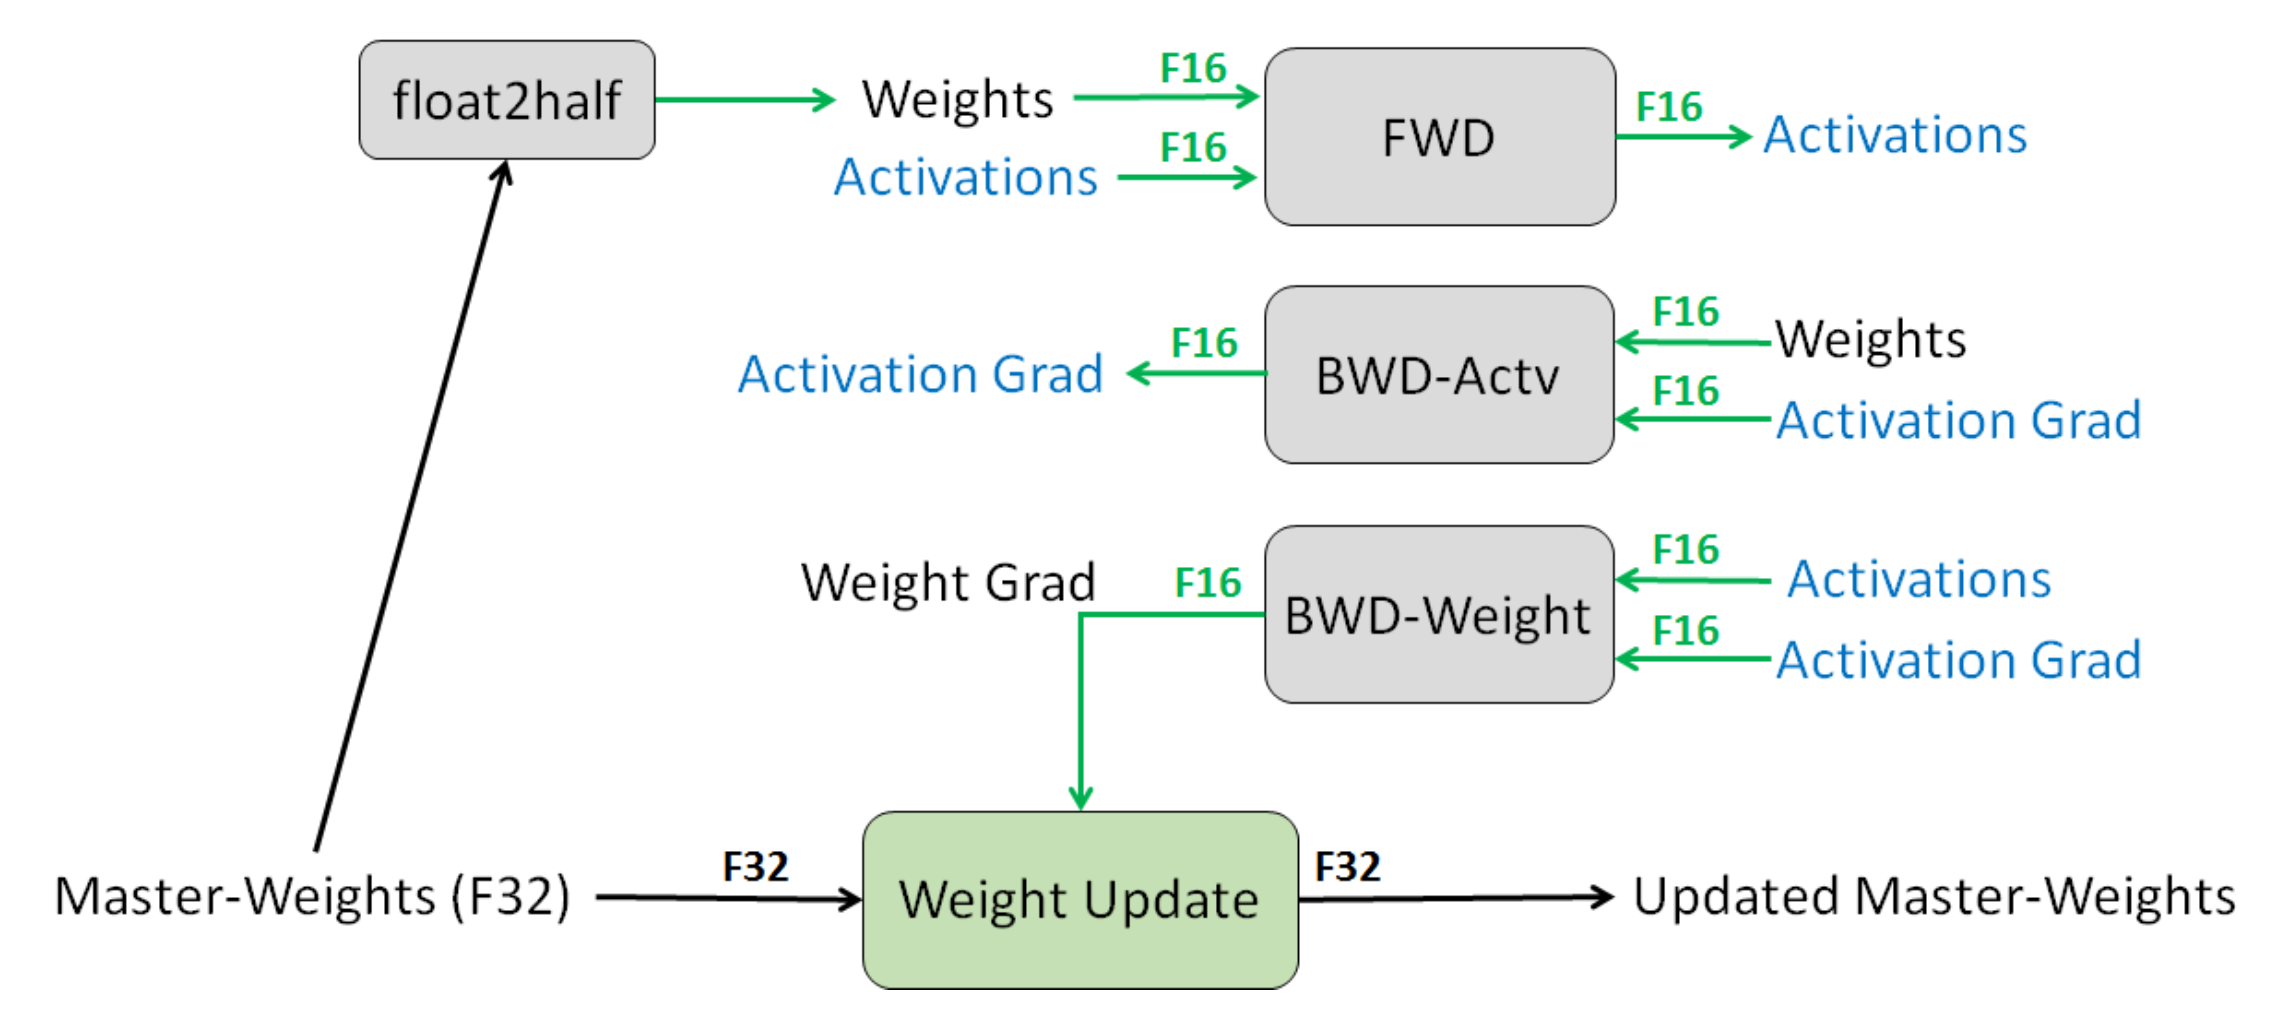 float2half
Weights
F16
Activations
F16
FWD
F16
Activations
Activation Grad
F16
BWD-Actv
F16
Weights
F16
Activation Grad
Weight Grad
F16
BWD-Weight
F16
Activations
F16
Activation Grad
Master-Weights (F32)
F32
Weight Update
F32
Updated Master-Weights